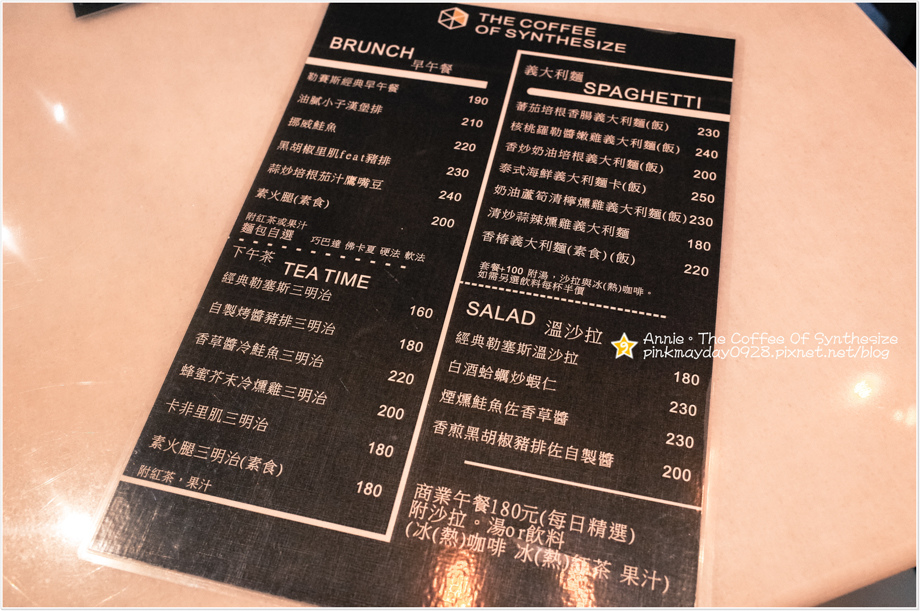 THE COFFEE
OF SYNTHESIZE
BRUNCH
早午餐
勒賽斯經典早午餐 190
油膩小子漢堡排 210
挪威鮭魚 220
黑胡椒里肌feat豬排 230
蒜炒培根茄汁鷹嘴豆 240
素火腿(素食) 200
附紅茶或果汁
麵包自選 巧巴達 佛卡夏 硬法 軟法
下午茶
TEA TIME
經典勒塞斯三明治 160
自製烤醬豬排三明治 180
香草醬冷鮭魚三明治 220
蜂蜜芥末冷燻雞三明治 200
卡非里肌三明治 180
素火腿三明治(素食) 180
附紅茶，果汁
義大利麵
SPAGHETTI
蕃茄培根香腸義大利麵(飯) 230
核桃羅勒醬嫩雞義大利麵(飯) 240
香炒奶油培根義大利麵(飯) 200
泰式海鮮義大利麵卡(飯) 250
奶油蘆筍清檸燻雞義大利麵(飯) 230
清炒蒜辣燻雞義大利麵 180
香椿義大利麵(素食)(飯) 220
套餐+100 附湯，沙拉與冰(熱)咖啡。
如需另選飲料每杯半價
SALAD 溫沙拉
經典勒塞斯溫沙拉 180
白酒蛤蠣炒蝦仁 230
煙燻鮭魚佐香草醬 230
香煎黑胡椒豬排佐自製醬 200
商業午餐180元(每日精選)
附沙拉。湯or飲料
(冰(熱)咖啡 冰(熱)紅茶 果汁)
Annie。The Coffee Of Synthesize
pinkmayday0928.pixnet.net/blog